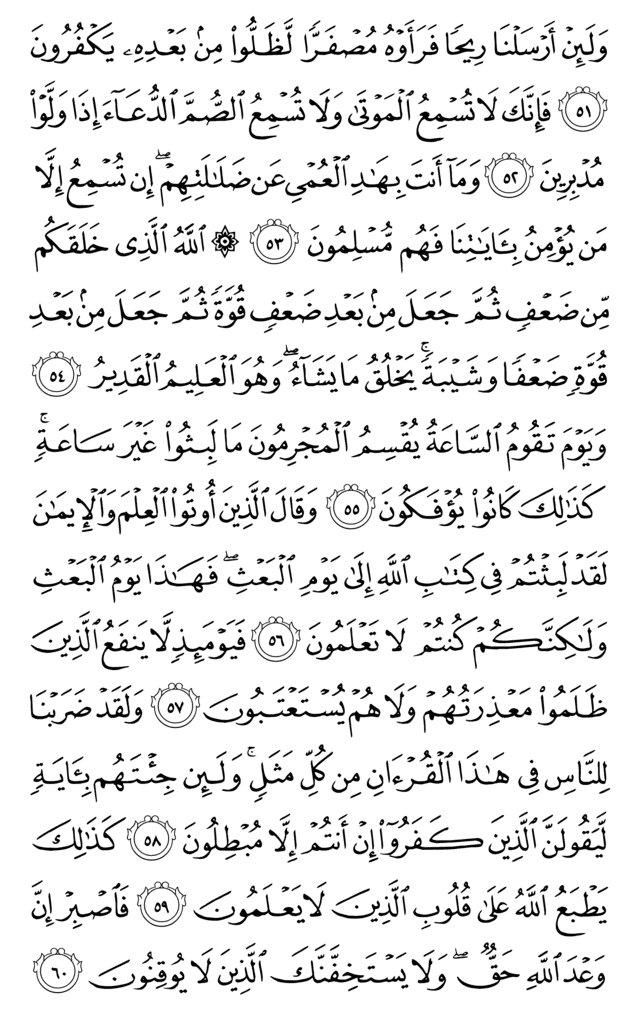 وَلَئِنۡ أَرۡسَلۡنَا رِيحٗا فَرَأَوۡهُ مُصۡفَرّٗا لَّظَلُّواْ مِنۢ بَعۡدِهِۦ يَكۡفُرُونَ
٥١ فَإِنَّكَ لَا تُسۡمِعُ ٱلۡمَوۡتَىٰ وَلَا تُسۡمِعُ ٱلصُّمَّ ٱلدُّعَآءَ إِذَا وَلَّوۡاْ
مُدۡبِرِينَ ٥٢ وَمَآ أَنتَ بِهَٰدِ ٱلۡعُمۡيِ عَن ضَلَٰلَتِهِمۡۖ إِن تُسۡمِعُ إِلَّا
مَن يُؤۡمِنُ بِـَٔايَٰتِنَا فَهُم مُّسۡلِمُونَ ٥٣ ۞ ٱللَّهُ ٱلَّذِي خَلَقَكُم
مِّن ضَعۡفٖ ثُمَّ جَعَلَ مِنۢ بَعۡدِ ضَعۡفٖ قُوَّةٗ ثُمَّ جَعَلَ مِنۢ بَعۡدِ
قُوَّةٖ ضَعۡفٗا وَشَيۡبَةٗۚ يَخۡلُقُ مَا يَشَآءُۖ وَهُوَ ٱلۡعَلِيمُ ٱلۡقَدِيرُ ٥٤
وَيَوۡمَ تَقُومُ ٱلسَّاعَةُ يُقۡسِمُ ٱلۡمُجۡرِمُونَ مَا لَبِثُواْ غَيۡرَ سَاعَةٖۚ
كَذَٰلِكَ كَانُواْ يُؤۡفَكُونَ ٥٥ وَقَالَ ٱلَّذِينَ أُوتُواْ ٱلۡعِلۡمَ وَٱلۡإِيمَٰنَ
لَقَدۡ لَبِثۡتُمۡ فِي كِتَٰبِ ٱللَّهِ إِلَىٰ يَوۡمِ ٱلۡبَعۡثِۖ فَهَٰذَا يَوۡمُ ٱلۡبَعۡثِ
وَلَٰكِنَّكُمۡ كُنتُمۡ لَا تَعۡلَمُونَ ٥٦ فَيَوۡمَئِذٖ لَّا يَنفَعُ ٱلَّذِينَ
ظَلَمُواْ مَعۡذِرَتُهُمۡ وَلَا هُمۡ يُسۡتَعۡتَبُونَ ٥٧ وَلَقَدۡ ضَرَبۡنَا
لِلنَّاسِ فِي هَٰذَا ٱلۡقُرۡءَانِ مِن كُلِّ مَثَلٖۚ وَلَئِن جِئۡتَهُم بِـَٔايَةٖ
لَّيَقُولَنَّ ٱلَّذِينَ كَفَرُوٓاْ إِنۡ أَنتُمۡ إِلَّا مُبۡطِلُونَ ٥٨ كَذَٰلِكَ
يَطۡبَعُ ٱللَّهُ عَلَىٰ قُلُوبِ ٱلَّذِينَ لَا يَعۡلَمُونَ ٥٩ فَٱصۡبِرۡ إِنَّ
وَعۡدَ ٱللَّهِ حَقّٞۖ وَلَا يَسۡتَخِفَّنَّكَ ٱلَّذِينَ لَا يُوقِنُونَ ٦٠